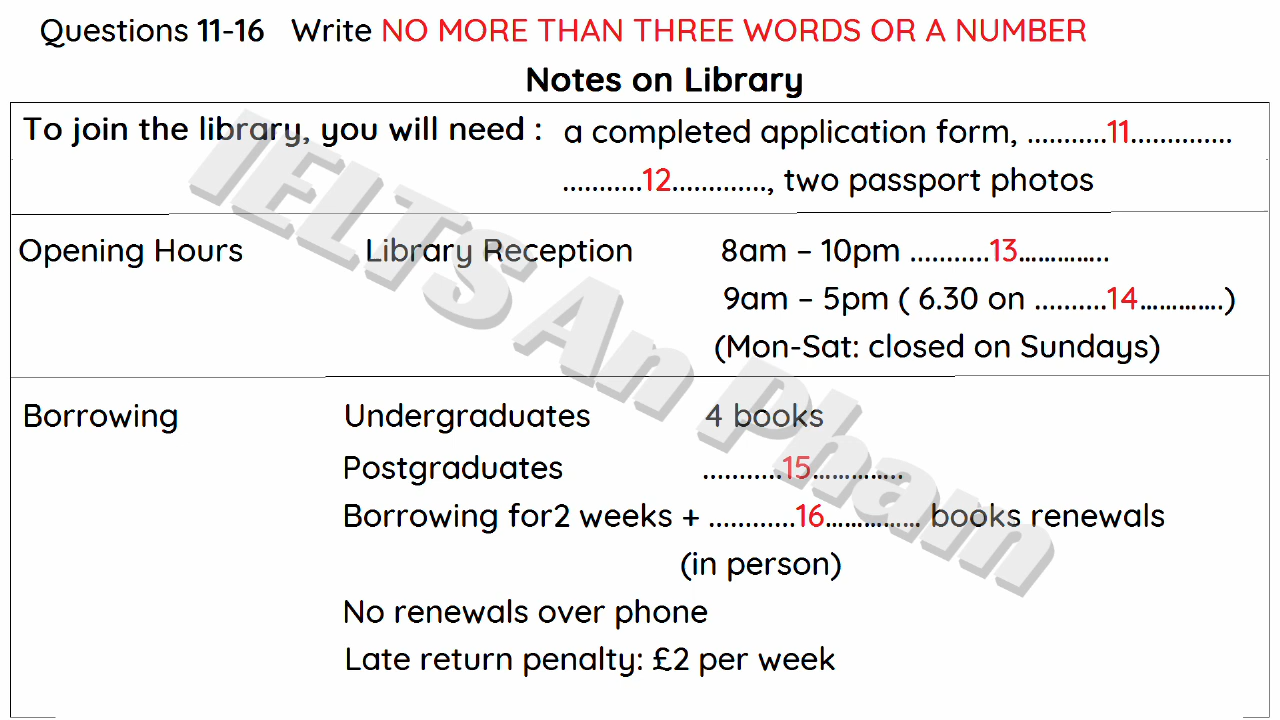 Questions 11-16 Write NO MORE THAN THREE WORDS OR A NUMBER
Notes on Library
To join the library, you will need : a completed application form, ...........11..............
...........12............., two passport photos
Opening Hours Library Reception 8am – 10pm ...........13…………..
9am – 5pm ( 6.30 on ..........14………….)
(Mon-Sat: closed on Sundays)
Borrowing Undergraduates 4 books
Postgraduates ...........15…………..
Borrowing for2 weeks + ............16…………… books renewals
(in person)
No renewals over phone
Late return penalty: £2 per week
IELTS An Pham